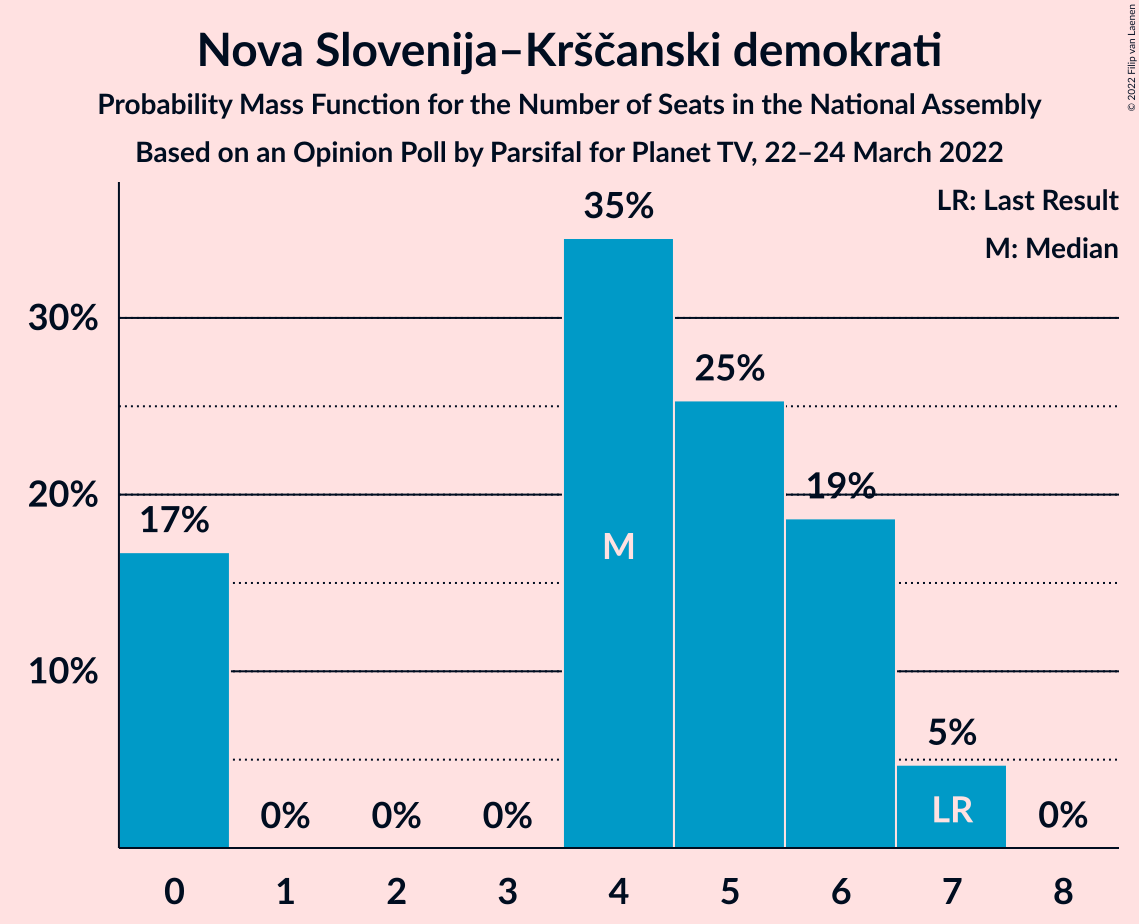 Nova Slovenija–Krščanski demokrati
Probability Mass Function for the Number of Seats in the National Assembly
Based on an Opinion Poll by Parsifal for Planet TV, 22–24 March 2022
© 2022 Filip van Laenen
LR: Last Result
M: Median
35%
30%
25%
20%
19%
17%
M
10%
5%
LR
0%
0%
0%
0%
0 1 2 3 4 5 6 7 8